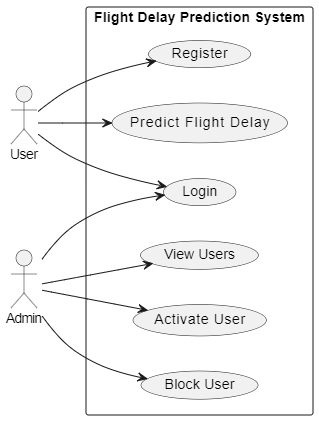 Flight Delay Prediction System
Register
Predict Flight Delay
User
Login
View Users
Admin
Activate User
Block User